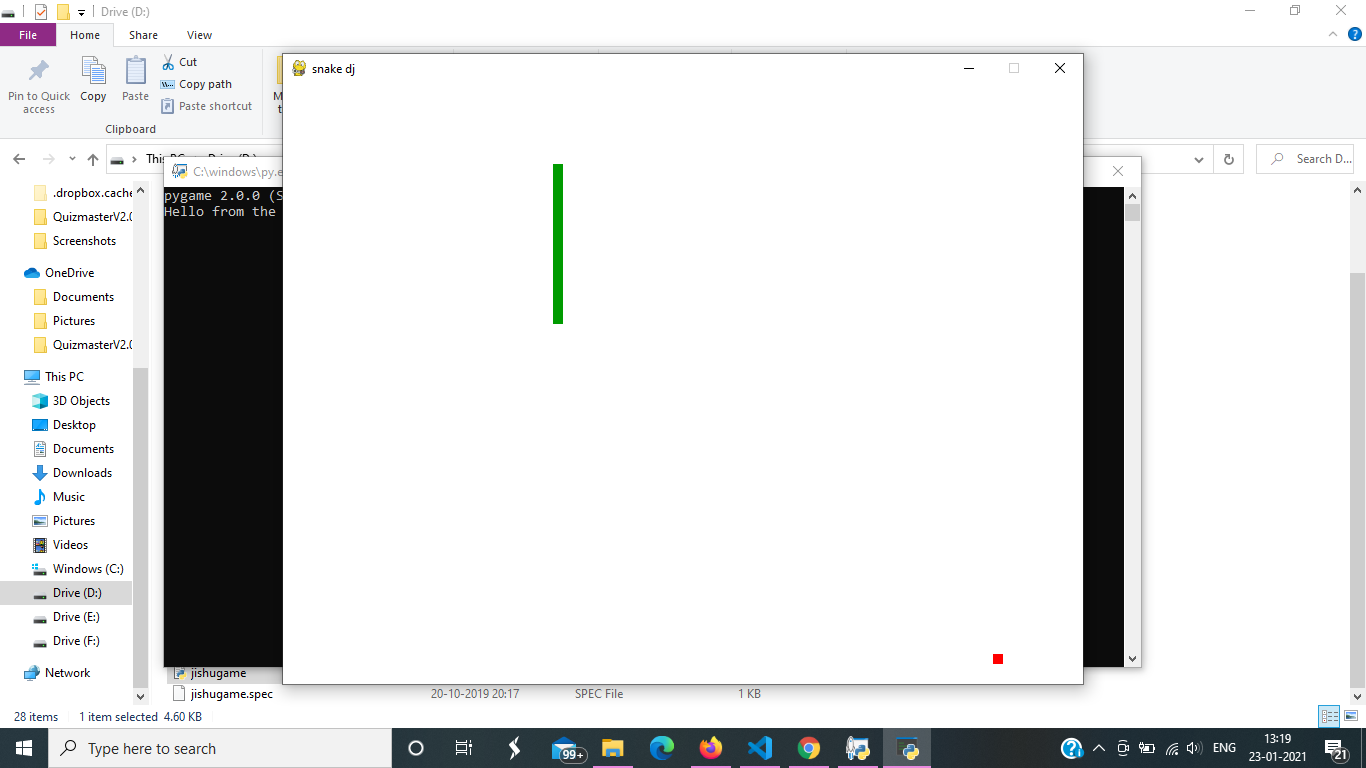 Drive (D:)
File Home Share View
Pin to Quick access
Copy
Paste
Cut
Copy path
Paste shortcut
Clipboard
snake dj
Search D...
C:\windows\py.e
pygame 2.0.0 (S
Hello from the
.dropbox.cache
QuizmasterV2.0
Screenshots
OneDrive
Documents
Pictures
QuizmasterV2.0
This PC
3D Objects
Desktop
Documents
Downloads
Music
Pictures
Videos
Windows (C:)
Drive (D:)
Drive (E:)
Drive (F:)
Network
jishugame
jishugame.spec 20-10-2019 20:17 SPEC File 1 KB
28 items 1 item selected 4.60 KB
Type here to search
99+
ENG
13:19
23-01-2021
21